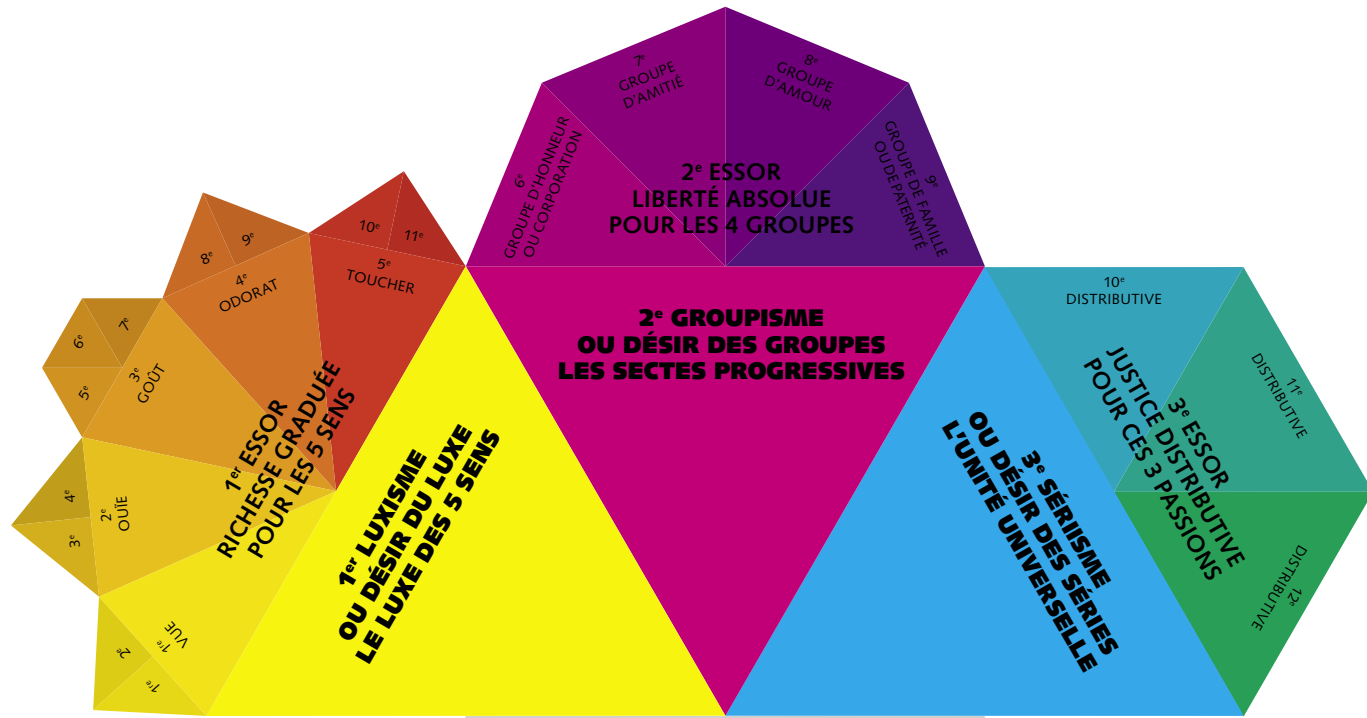 1er LUXISME
OU DÉSIR DU LUXE
LE LUXE DES 5 SENS
1er ESSOR
RICHESSE GRADUÉE
POUR LES 5 SENS
1re
VUE
1re
2e
2e
OUÏE
3e
4e
3e
GOÛT
5e
6e
7e
4e
ODORAT
8e
9e
5e
TOUCHER
10e
11e
2e GROUPISME
OU DÉSIR DES GROUPES
LES SECTES PROGRESSIVES
2e ESSOR
LIBERTÉ ABSOLUE
POUR LES 4 GROUPES
6e
GROUPE D'HONNEUR
OU CORPORATION
7e
GROUPE
D'AMITIÉ
8e
GROUPE
D'AMOUR
9e
GROUPE DE FAMILLE
OU DE PATERNITÉ
3e SÉRIISME
OU DÉSIR DES SÉRIES
L'UNITÉ UNIVERSELLE
3e ESSOR
JUSTICE DISTRIBUTIVE
POUR CES 3 PASSIONS
10e
DISTRIBUTIVE
11e
DISTRIBUTIVE
12e
DISTRIBUTIVE